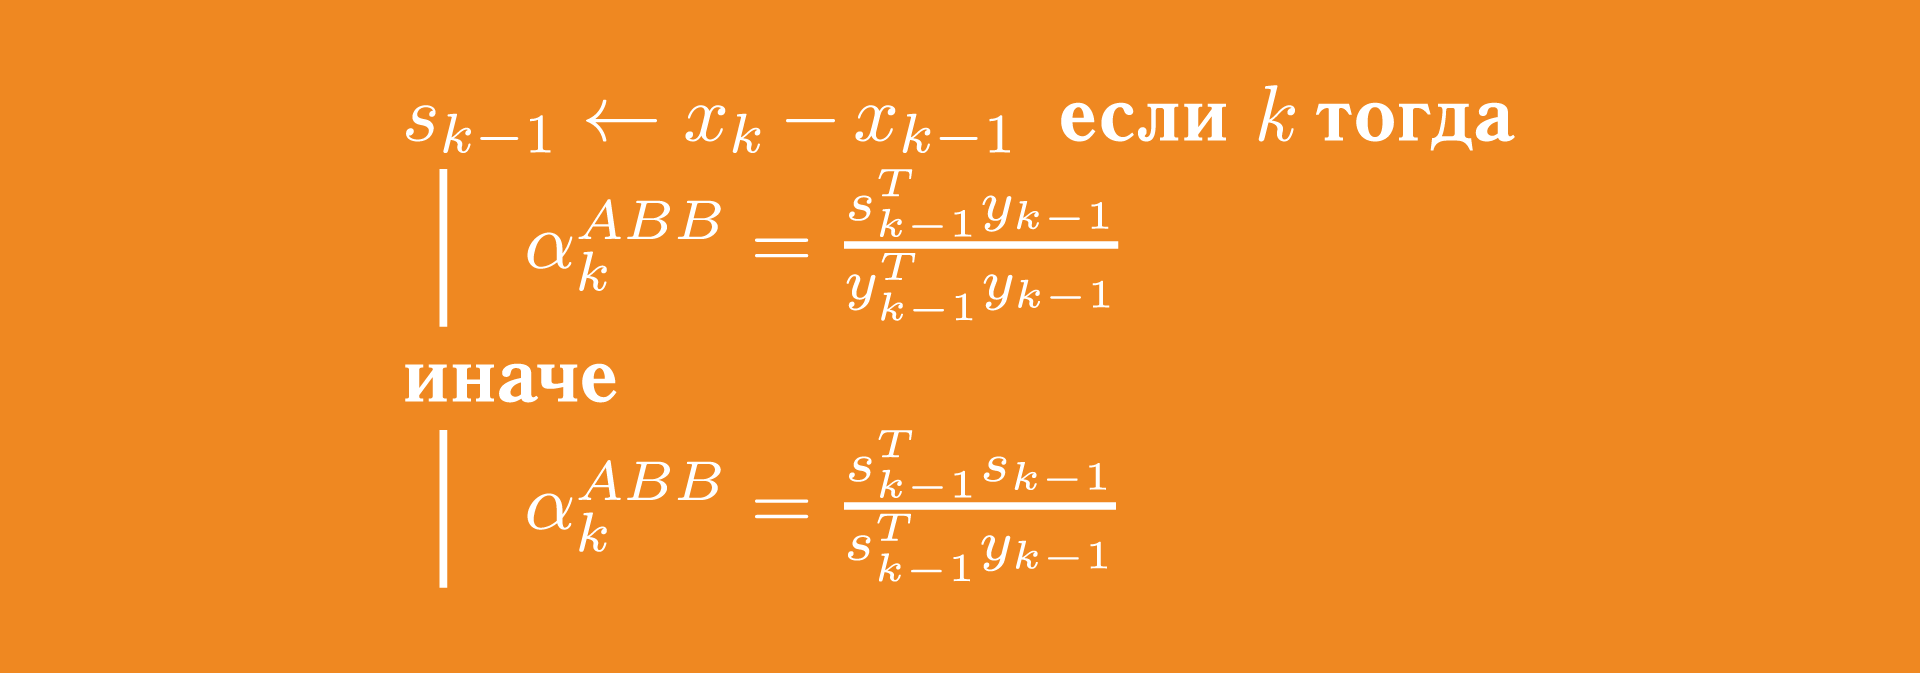 $s_{k-1} \leftarrow x_k - x_{k-1}$ если $k$ тогда
$\alpha_k^{ABB} = \frac{s_{k-1}^T y_{k-1}}{y_{k-1}^T y_{k-1}}$
иначе
$\alpha_k^{ABB} = \frac{s_{k-1}^T s_{k-1}}{s_{k-1}^T y_{k-1}}$